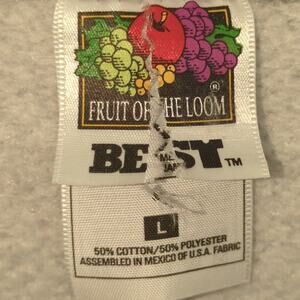 FRUIT OF THE LOOM ®
BEST™
L
50% COTTON/50% POLYESTER
ASSEMBLED IN MEXICO OF U.S.A. FABRIC